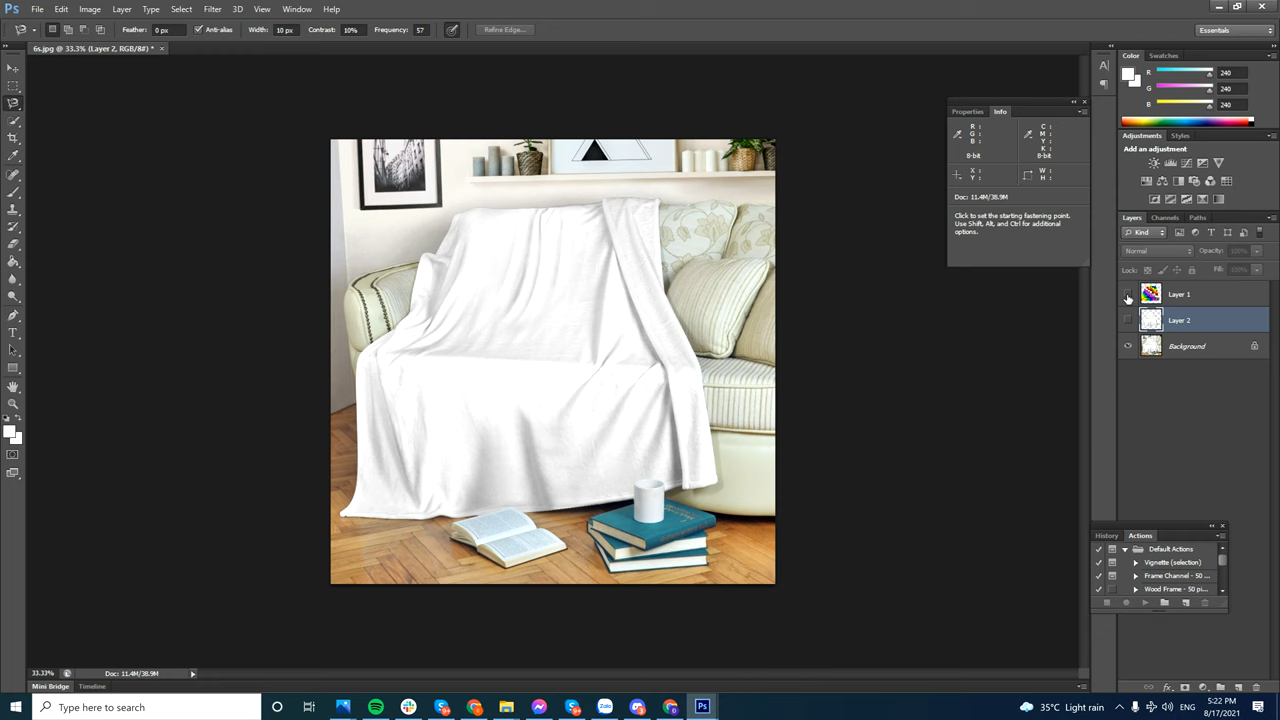 Ps File Edit Image Layer Type Select Filter 3D View Window Help
Feather: 0 px Anti-alias Width: 10 px Contrast: 10% Frequency: 57 Refine Edge... Essentials
6s.jpg @ 33.3% (Layer 2, RGB/8#) * ×
Color Swatches
R 240
G 240
B 240
Properties Info
R : C :
G : M :
B : Y :
K :
8-bit 8-bit
X : W :
Y : H :
Doc: 11.4M/38.9M
Click to set the starting fastening point.
Use Shift, Alt, and Ctrl for additional
options.
Adjustments Styles
Add an adjustment
Layers Channels Paths
Kind
Normal Opacity: 100%
Lock: Fill: 100%
Layer 1
Layer 2
Background
History Actions
Default Actions
Vignette (selection)
Frame Channel - 50 ...
Wood Frame - 50 pi...
33.33% Doc: 11.4M/38.9M
Mini Bridge Timeline
Type here to search
35°C Light rain ENG
5:22 PM
8/17/2021